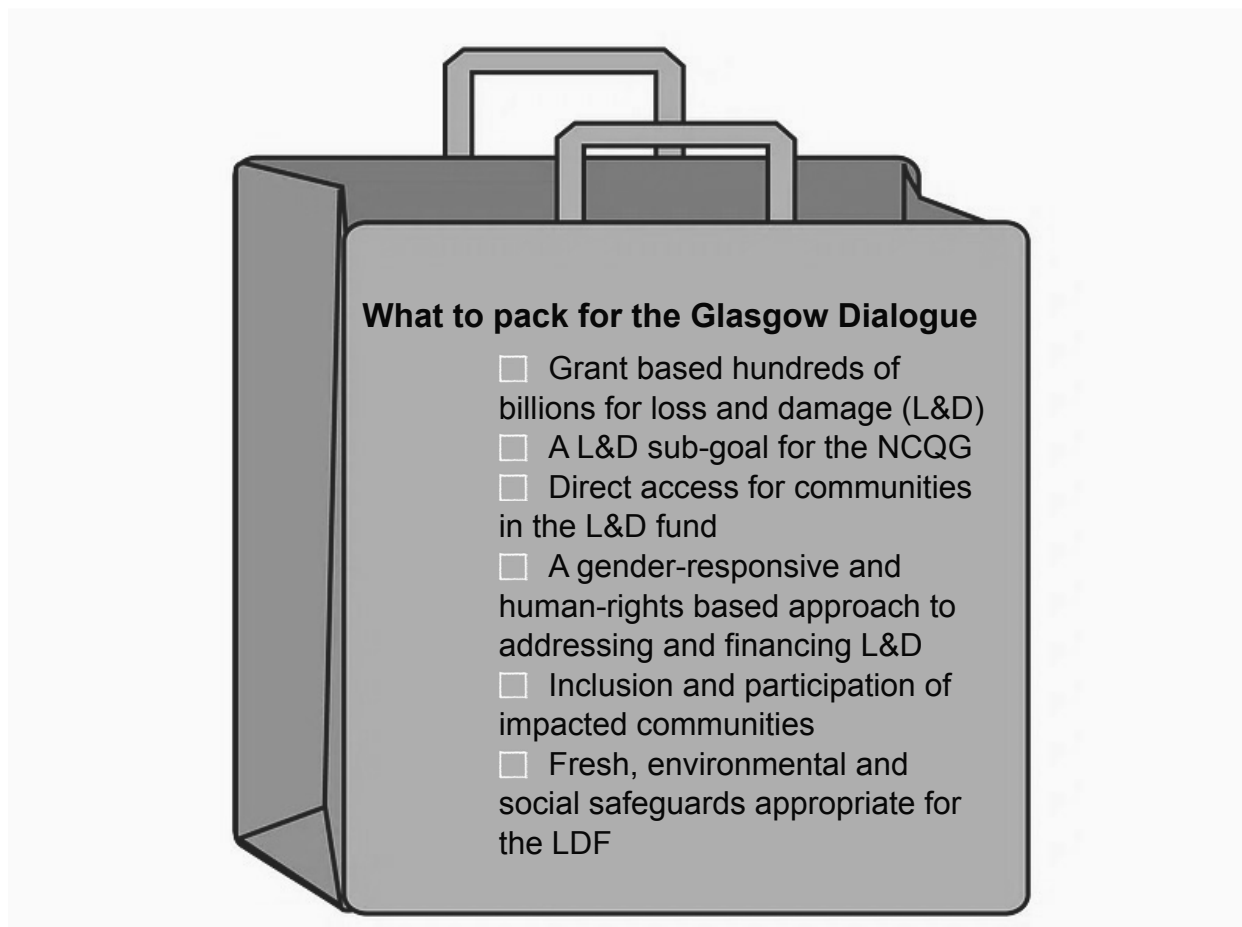 What to pack for the Glasgow Dialogue
☐ Grant based hundreds of
billions for loss and damage (L&D)
☐ A L&D sub-goal for the NCQG
☐ Direct access for communities
in the L&D fund
☐ A gender-responsive and
human-rights based approach to
addressing and financing L&D
☐ Inclusion and participation of
impacted communities
☐ Fresh, environmental and
social safeguards appropriate for
the LDF